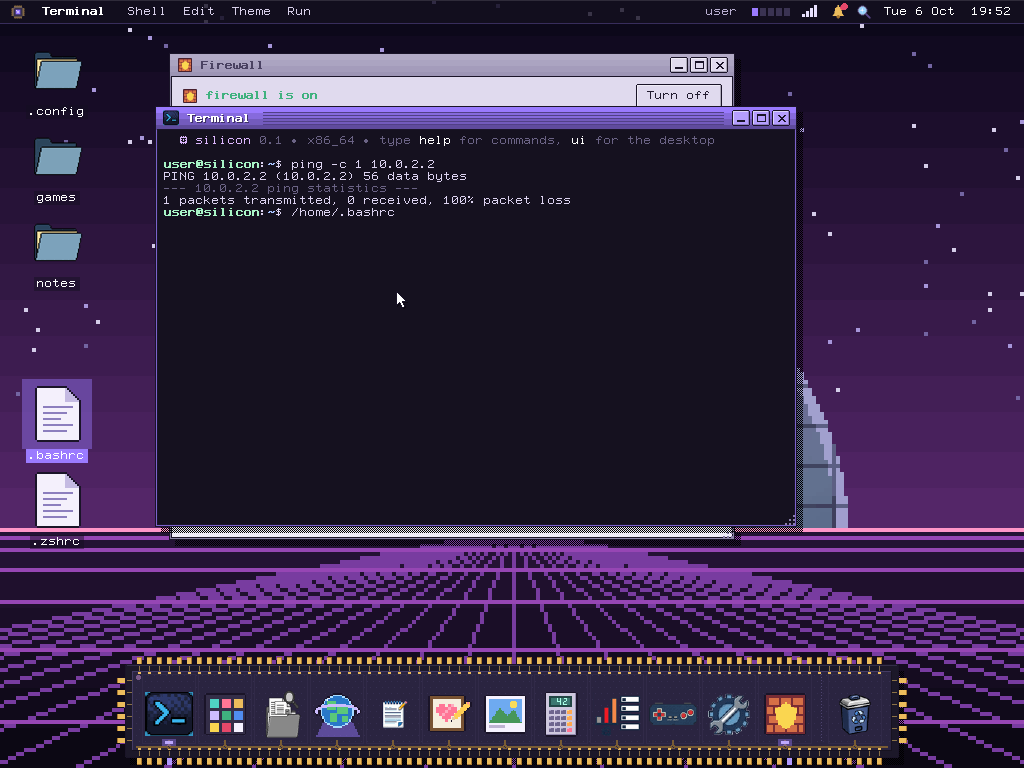 Terminal Shell Edit Theme Run user Tue 6 Oct 19:52
.config
games
notes
.bashrc
.zshrc
Firewall
firewall is on
Turn off
Terminal
silicon 0.1 • x86_64 • type help for commands, ui for the desktop
user@silicon:~$ ping -c 1 10.0.2.2
PING 10.0.2.2 (10.0.2.2) 56 data bytes
--- 10.0.2.2 ping statistics ---
1 packets transmitted, 0 received, 100% packet loss
user@silicon:~$ /home/.bashrc
42